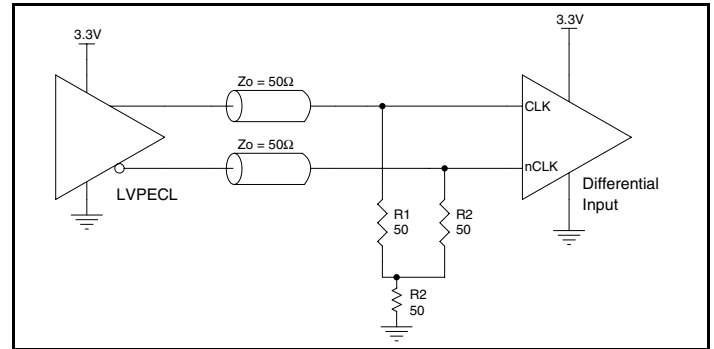 3.3V
3.3V
Zo = 50Ω
CLK
Zo = 50Ω
nCLK
LVPECL
Differential
Input
R1
50
R2
50
R2
50